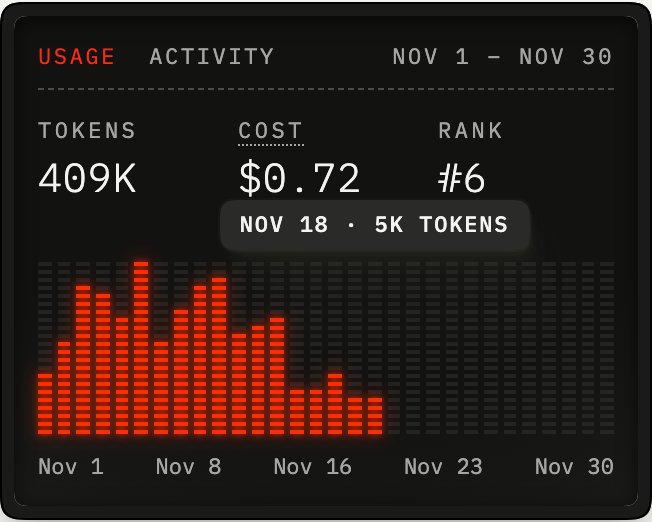 USAGE ACTIVITY NOV 1 – NOV 30
TOKENS COST RANK
409K $0.72 #6
NOV 18 · 5K TOKENS
Nov 1 Nov 8 Nov 16 Nov 23 Nov 30